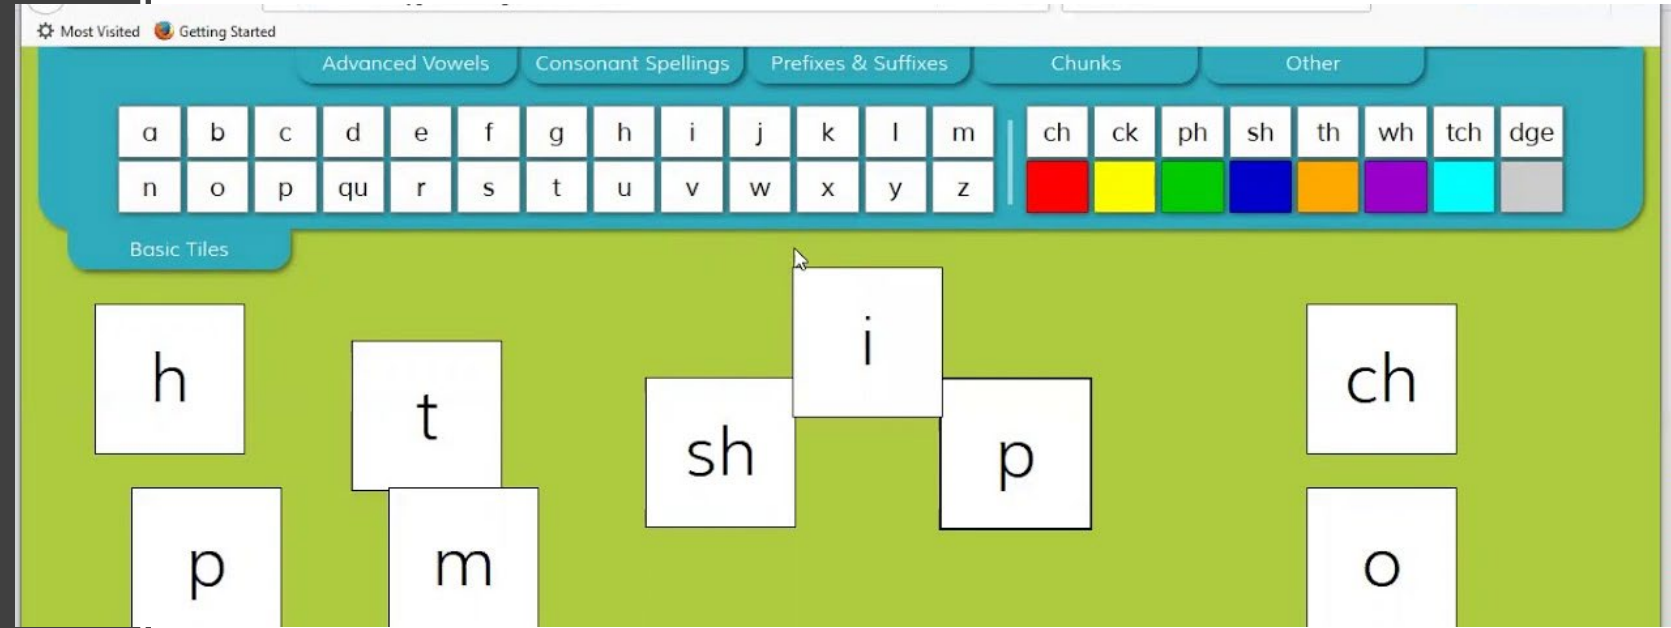 Most Visited Getting Started
Advanced Vowels Consonant Spellings Prefixes & Suffixes Chunks Other
a b c d e f g h i j k l m ch ck ph sh th wh tch dge
n o p qu r s t u v w x y z
Basic Tiles
h t sh i p ch
p m o